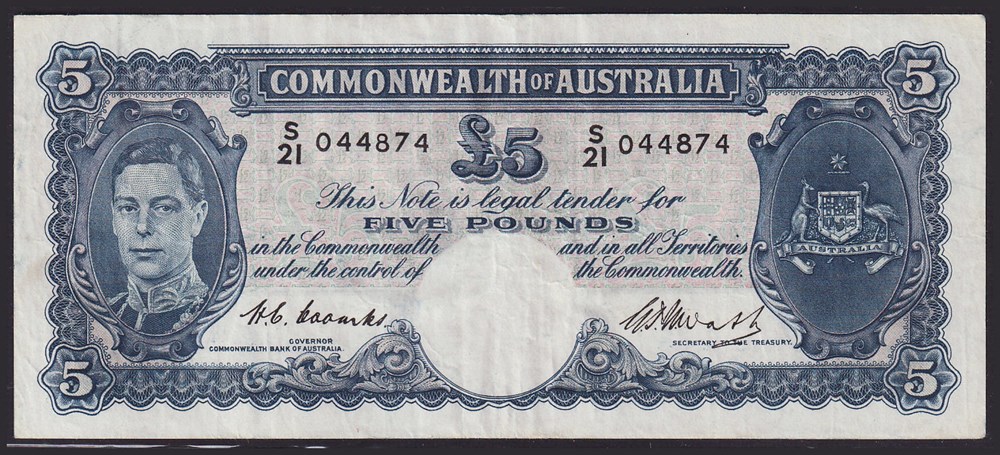 5 5
COMMONWEALTH OF AUSTRALIA
S/21 044874 £5 S/21 044874
This Note is legal tender for
FIVE POUNDS
in the Commonwealth and in all Territories
under the control of the Commonwealth.
AUSTRALIA
H.C. Coombs
GOVERNOR SECRETARY TO THE TREASURY.
COMMONWEALTH BANK OF AUSTRALIA.
5 5